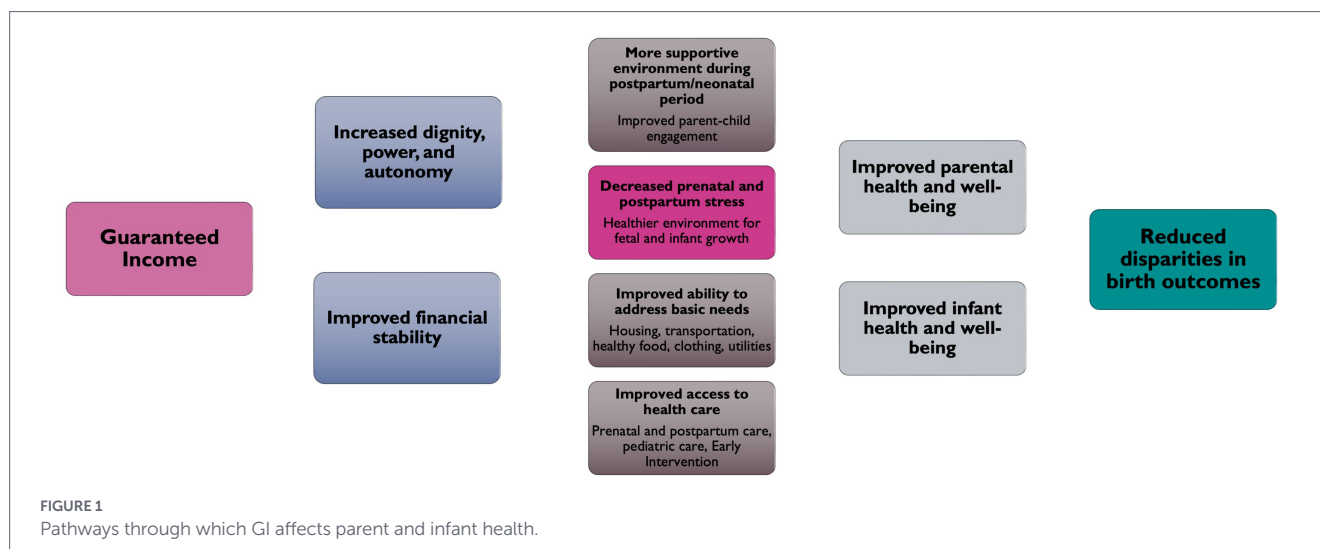 Guaranteed
Income
Increased dignity,
power, and
autonomy
Improved financial
stability
More supportive
environment during
postpartum/neonatal
period
Improved parent-child
engagement
Decreased prenatal and
postpartum stress
Healthier environment for
fetal and infant growth
Improved ability to
address basic needs
Housing, transportation,
healthy food, clothing, utilities
Improved access to
health care
Prenatal and postpartum care,
pediatric care, Early
Intervention
Improved parental
health and well-
being
Improved infant
health and well-
being
Reduced
disparities in
birth outcomes
FIGURE 1
Pathways through which GI affects parent and infant health.